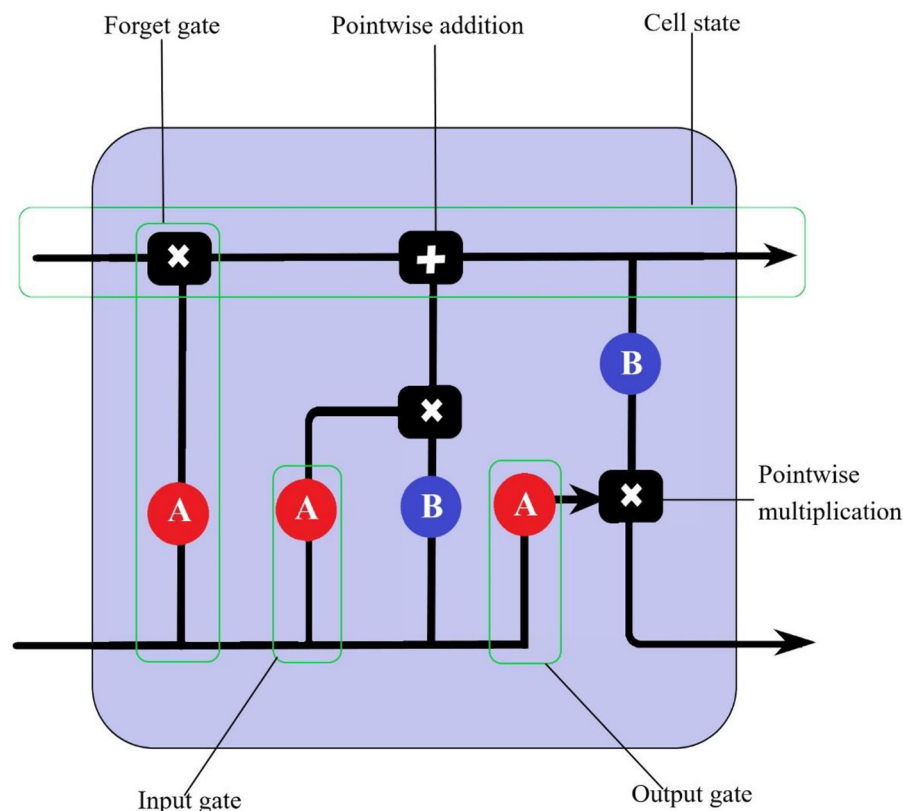 Forget gate
Pointwise addition
Cell state
×
+
B
×
A
A
B
A
×
Pointwise
multiplication
Input gate
Output gate